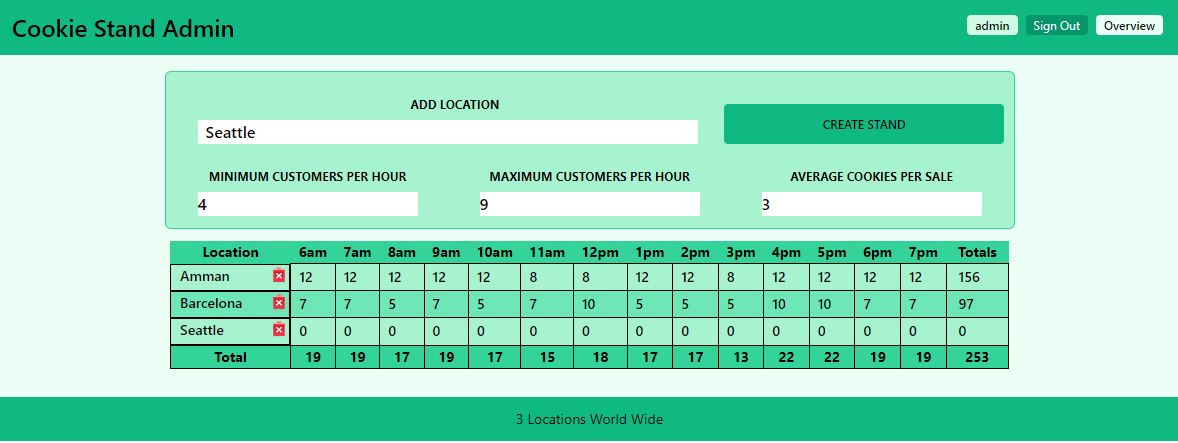 Cookie Stand Admin admin Sign Out Overview
ADD LOCATION
Seattle CREATE STAND
MINIMUM CUSTOMERS PER HOUR MAXIMUM CUSTOMERS PER HOUR AVERAGE COOKIES PER SALE
4 9 3
Location 6am 7am 8am 9am 10am 11am 12pm 1pm 2pm 3pm 4pm 5pm 6pm 7pm Totals
Amman 12 12 12 12 12 8 8 12 12 8 12 12 12 12 156
Barcelona 7 7 5 7 5 7 10 5 5 5 10 10 7 7 97
Seattle 0 0 0 0 0 0 0 0 0 0 0 0 0 0 0
Total 19 19 17 19 17 15 18 17 17 13 22 22 19 19 253
3 Locations World Wide